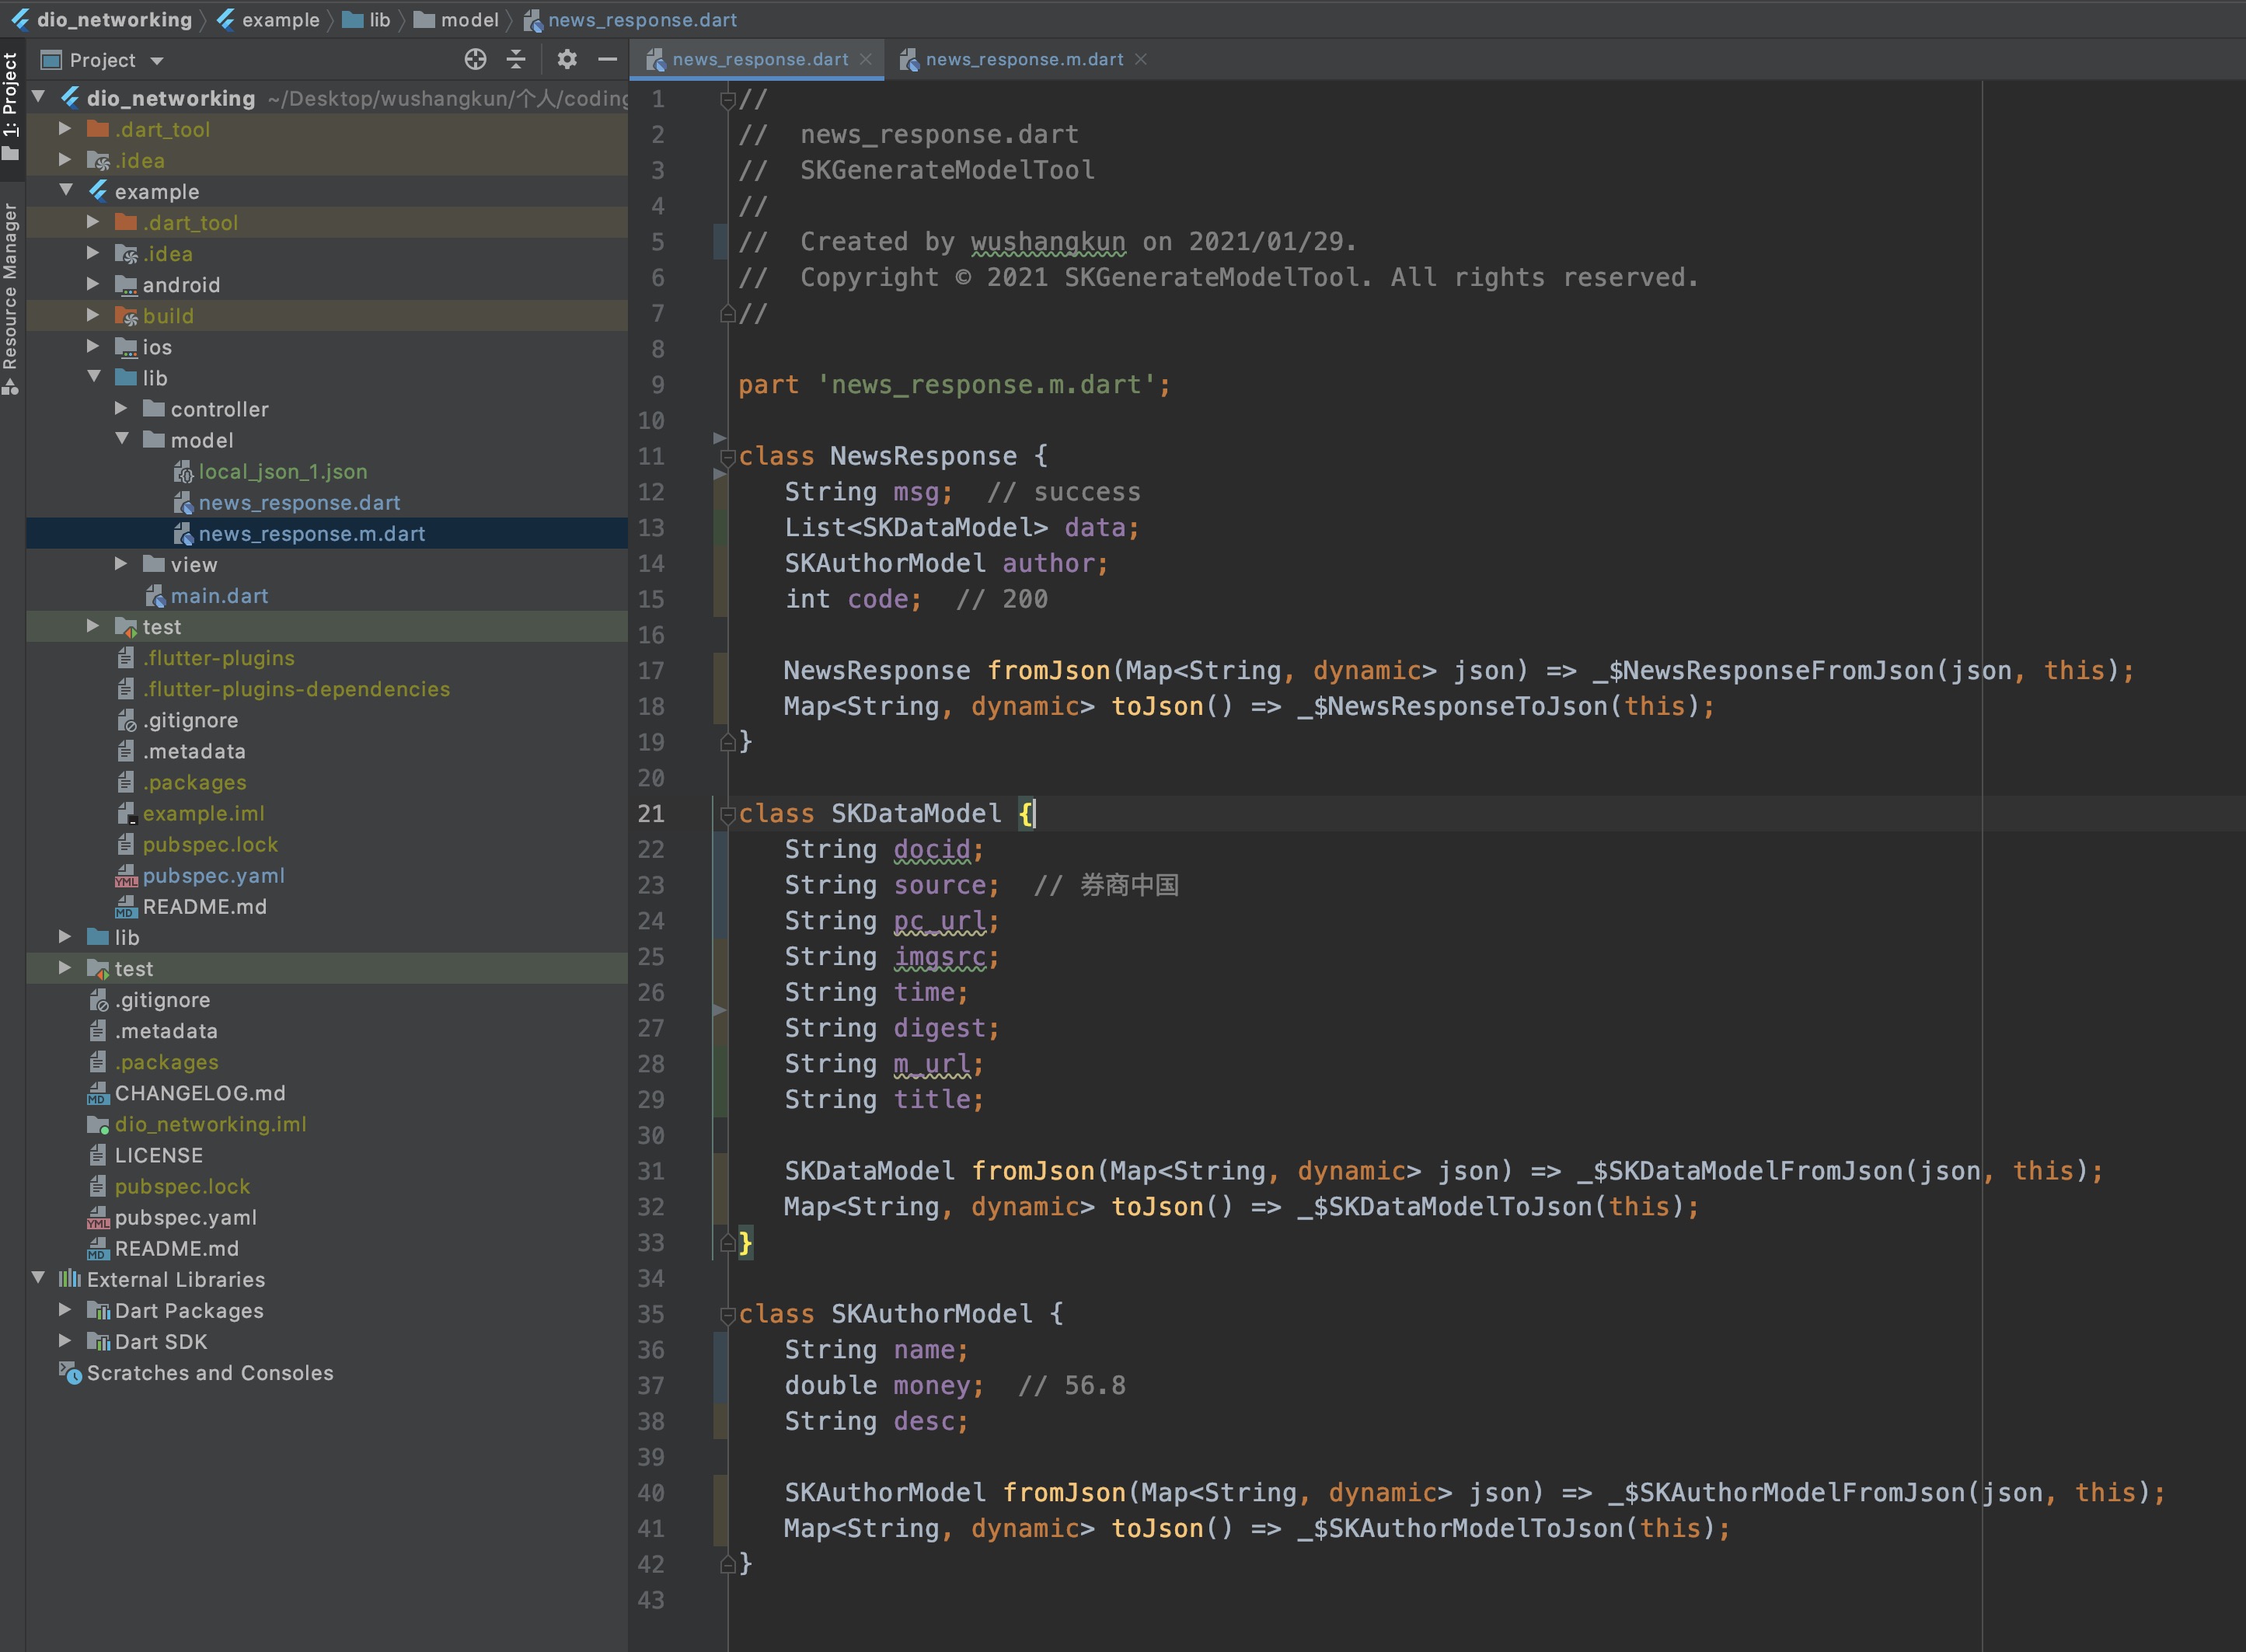 dio_networking example lib model news_response.dart
1: Project
Resource Manager
Project
dio_networking ~/Desktop/wushangkun/个人/coding
.dart_tool
.idea
example
.dart_tool
.idea
android
build
ios
lib
controller
model
local_json_1.json
news_response.dart
news_response.m.dart
view
main.dart
test
.flutter-plugins
.flutter-plugins-dependencies
.gitignore
.metadata
.packages
example.iml
pubspec.lock
pubspec.yaml
README.md
lib
test
.gitignore
.metadata
.packages
CHANGELOG.md
dio_networking.iml
LICENSE
pubspec.lock
pubspec.yaml
README.md
External Libraries
Dart Packages
Dart SDK
Scratches and Consoles
news_response.dart news_response.m.dart
1 //
2 //  news_response.dart
3 //  SKGenerateModelTool
4 //
5 //  Created by wushangkun on 2021/01/29.
6 //  Copyright © 2021 SKGenerateModelTool. All rights reserved.
7 //
8
9 part 'news_response.m.dart';
10
11 class NewsResponse {
12    String msg;  // success
13    List<SKDataModel> data;
14    SKAuthorModel author;
15    int code;  // 200
16
17    NewsResponse fromJson(Map<String, dynamic> json) => _$NewsResponseFromJson(json, this);
18    Map<String, dynamic> toJson() => _$NewsResponseToJson(this);
19 }
20
21 class SKDataModel {
22    String docid;
23    String source;  // 券商中国
24    String pc_url;
25    String imgsrc;
26    String time;
27    String digest;
28    String m_url;
29    String title;
30
31    SKDataModel fromJson(Map<String, dynamic> json) => _$SKDataModelFromJson(json, this);
32    Map<String, dynamic> toJson() => _$SKDataModelToJson(this);
33 }
34
35 class SKAuthorModel {
36    String name;
37    double money;  // 56.8
38    String desc;
39
40    SKAuthorModel fromJson(Map<String, dynamic> json) => _$SKAuthorModelFromJson(json, this);
41    Map<String, dynamic> toJson() => _$SKAuthorModelToJson(this);
42 }
43